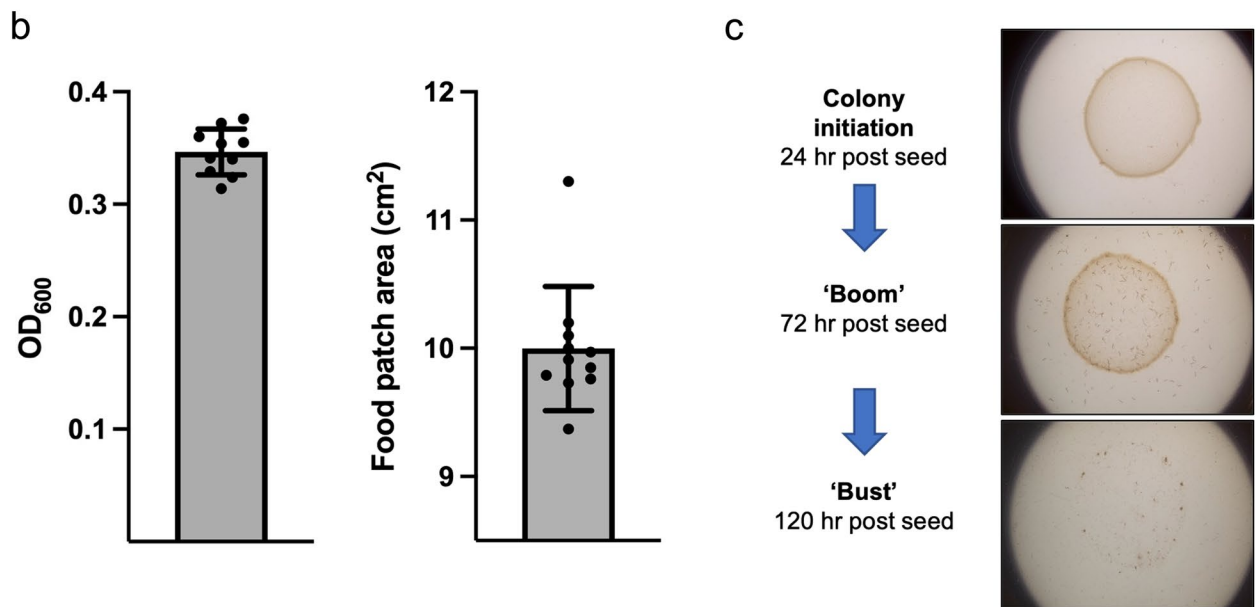 b
0.4
0.3
0.2
0.1
OD600
12
11
10
9
Food patch area (cm2)
c
Colony
initiation
24 hr post seed
‘Boom’
72 hr post seed
‘Bust’
120 hr post seed